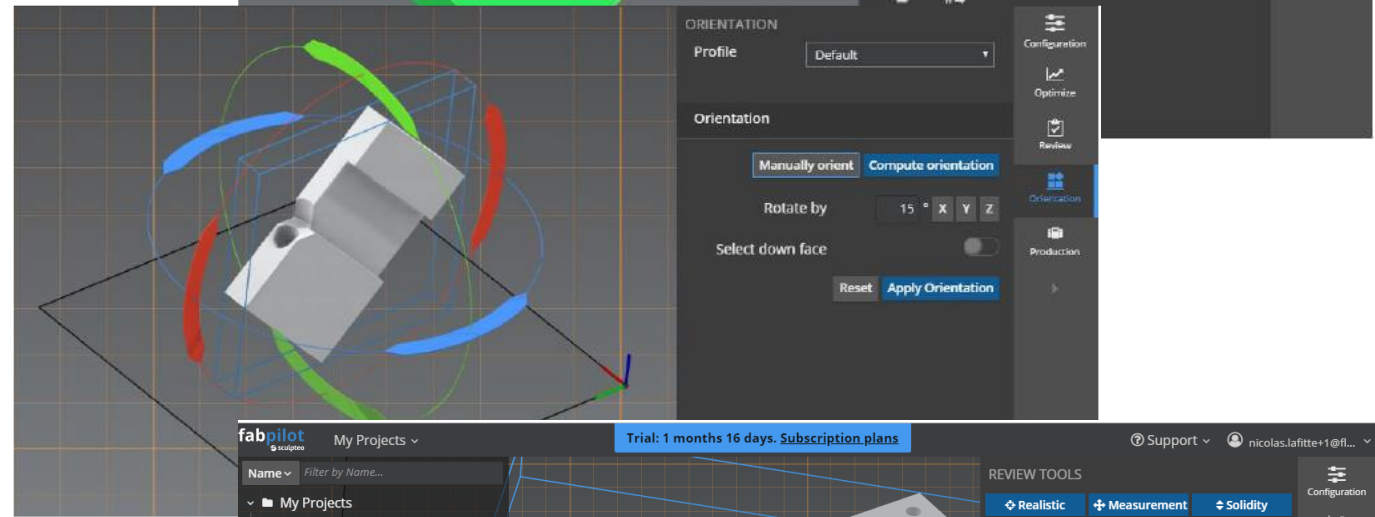 ORIENTATION
Profile
Default
Configuration
Optimize
Review
Orientation
Manually orient Compute orientation
Orientation
Rotate by 15 ° X Y Z
Select down face
Production
Reset Apply Orientation
fabpilot
sculpteo
My Projects
Trial: 1 months 16 days. Subscription plans
Support
nicolas.lafitte+1@fl...
Name Filter by Name...
My Projects
REVIEW TOOLS
Configuration
Realistic Measurement Solidity